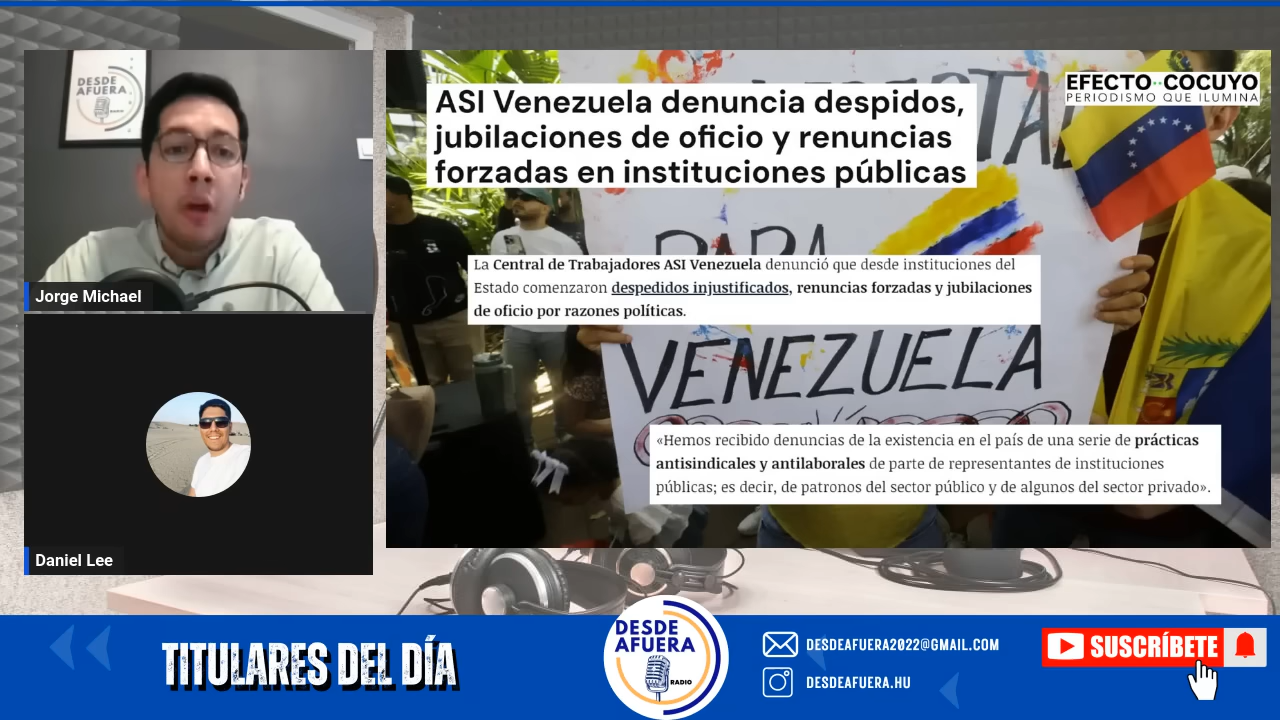 DESDE
AFUERA
RADIO
Jorge Michael
Daniel Lee
EFECTO COCUYO
PERIODISMO QUE ILUMINA
ASI Venezuela denuncia despidos,
jubilaciones de oficio y renuncias
forzadas en instituciones públicas
PARA
La Central de Trabajadores ASI Venezuela denunció que desde instituciones del
Estado comenzaron despedidos injustificados, renuncias forzadas y jubilaciones
de oficio por razones políticas.
VENEZUELA
«Hemos recibido denuncias de la existencia en el país de una serie de prácticas
antisindicales y antilaborales de parte de representantes de instituciones
públicas; es decir, de patronos del sector público y de algunos del sector privado».
TITULARES DEL DÍA
DESDE
AFUERA
RADIO
DESDEAFUERA2022@GMAIL.COM
DESDEAFUERA.HU
SUSCRÍBETE